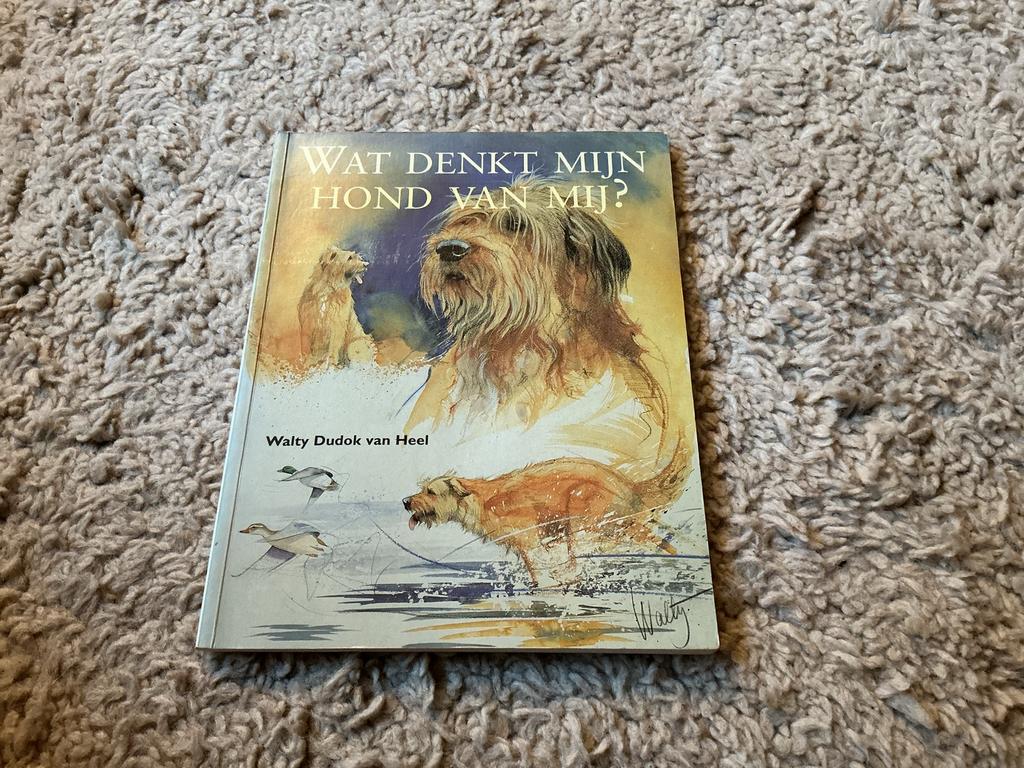 WAT DENKT MIJN
HOND VAN MIJ?
Walty Dudok van Heel
Walty